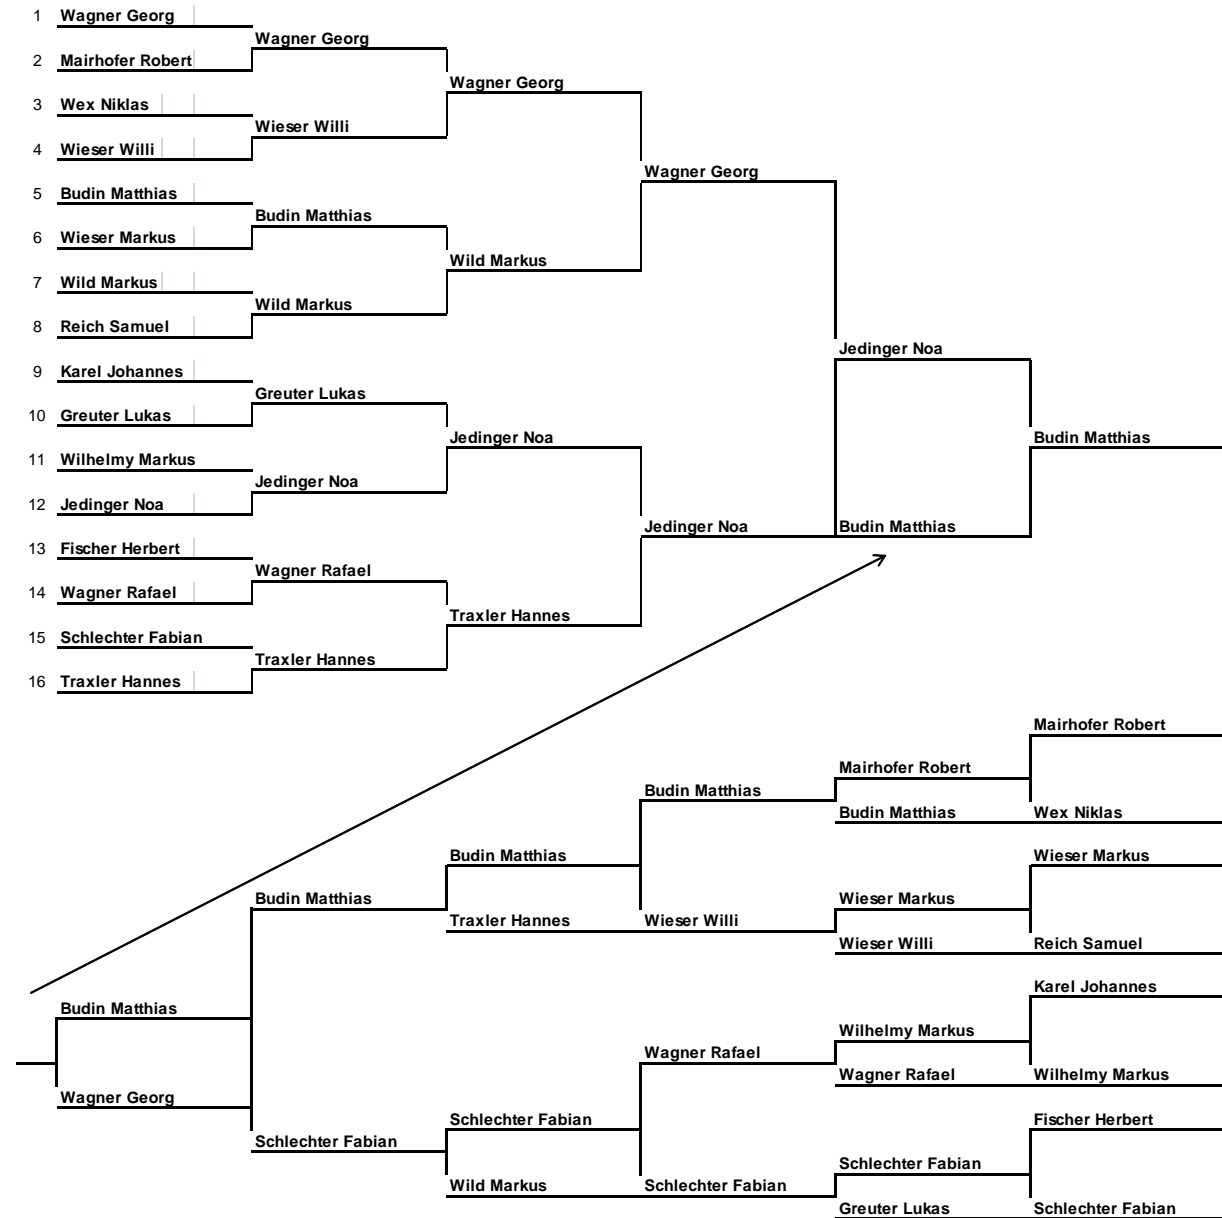 1 Wagner Georg
Wagner Georg
2 Mairhofer Robert
Wagner Georg
3 Wex Niklas
Wieser Willi
4 Wieser Willi
Wagner Georg
5 Budin Matthias
Budin Matthias
6 Wieser Markus
Wild Markus
7 Wild Markus
Wild Markus
8 Reich Samuel
Jedinger Noa
9 Karel Johannes
Greuter Lukas
10 Greuter Lukas
Jedinger Noa
Budin Matthias
11 Wilhelmy Markus
Jedinger Noa
12 Jedinger Noa
Jedinger Noa
Budin Matthias
13 Fischer Herbert
Wagner Rafael
14 Wagner Rafael
Traxler Hannes
15 Schlechter Fabian
Traxler Hannes
16 Traxler Hannes
Mairhofer Robert
Mairhofer Robert
Budin Matthias
Budin Matthias
Wex Niklas
Budin Matthias
Wieser Markus
Budin Matthias
Wieser Markus
Traxler Hannes
Wieser Willi
Wieser Willi
Reich Samuel
Karel Johannes
Budin Matthias
Wilhelmy Markus
Wagner Rafael
Wagner Rafael
Wilhelmy Markus
Wagner Georg
Schlechter Fabian
Fischer Herbert
Schlechter Fabian
Schlechter Fabian
Wild Markus
Schlechter Fabian
Greuter Lukas
Schlechter Fabian